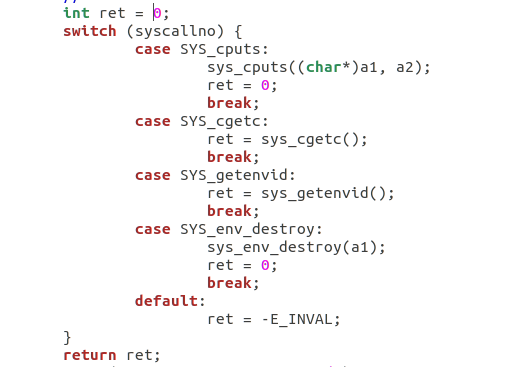 int ret = 0;
switch (syscallno) {
case SYS_cputs:
sys_cputs((char*)a1, a2);
ret = 0;
break;
case SYS_cgetc:
ret = sys_cgetc();
break;
case SYS_getenvid:
ret = sys_getenvid();
break;
case SYS_env_destroy:
sys_env_destroy(a1);
ret = 0;
break;
default:
ret = -E_INVAL;
}
return ret;